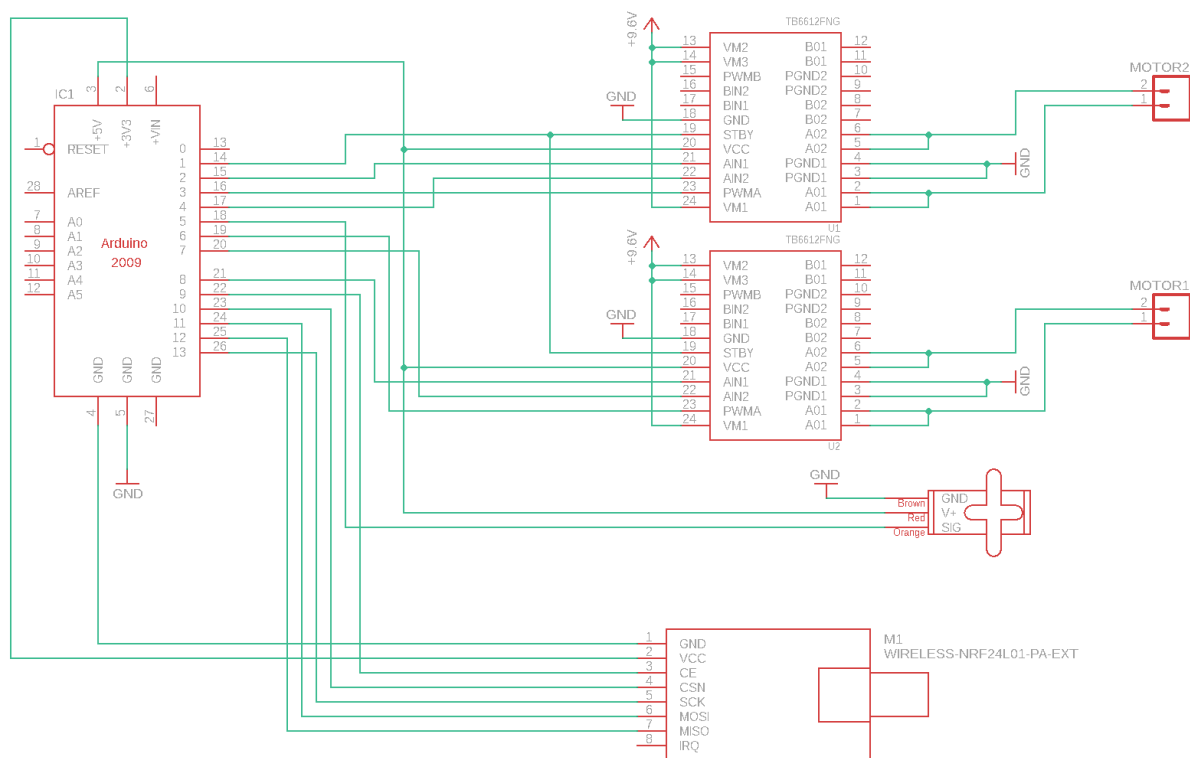 IC1
3
2
6
+5V
+3V3
+VIN
1
RESET
28
AREF
7
A0
8
A1
9
A2
10
A3
11
A4
12
A5
Arduino
2009
0
13
1
14
2
15
3
16
4
17
5
18
6
19
7
20
8
21
9
22
10
23
11
24
12
25
13
26
GND
GND
GND
4
5
27
GND
+9.6V
GND
TB6612FNG
13 VM2 B01 12
14 VM3 B01 11
15 PWMB PGND2 10
16 BIN2 PGND2 9
17 BIN1 B02 8
18 GND B02 7
19 STBY A02 6
20 VCC A02 5
21 AIN1 PGND1 4
22 AIN2 PGND1 3
23 PWMA A01 2
24 VM1 A01 1
U1
GND
MOTOR2
2
1
+9.6V
GND
TB6612FNG
13 VM2 B01 12
14 VM3 B01 11
15 PWMB PGND2 10
16 BIN2 PGND2 9
17 BIN1 B02 8
18 GND B02 7
19 STBY A02 6
20 VCC A02 5
21 AIN1 PGND1 4
22 AIN2 PGND1 3
23 PWMA A01 2
24 VM1 A01 1
U2
GND
MOTOR1
2
1
GND
Brown GND
Red V+
Orange SIG
M1
WIRELESS-NRF24L01-PA-EXT
1 GND
2 VCC
3 CE
4 CSN
5 SCK
6 MOSI
7 MISO
8 IRQ